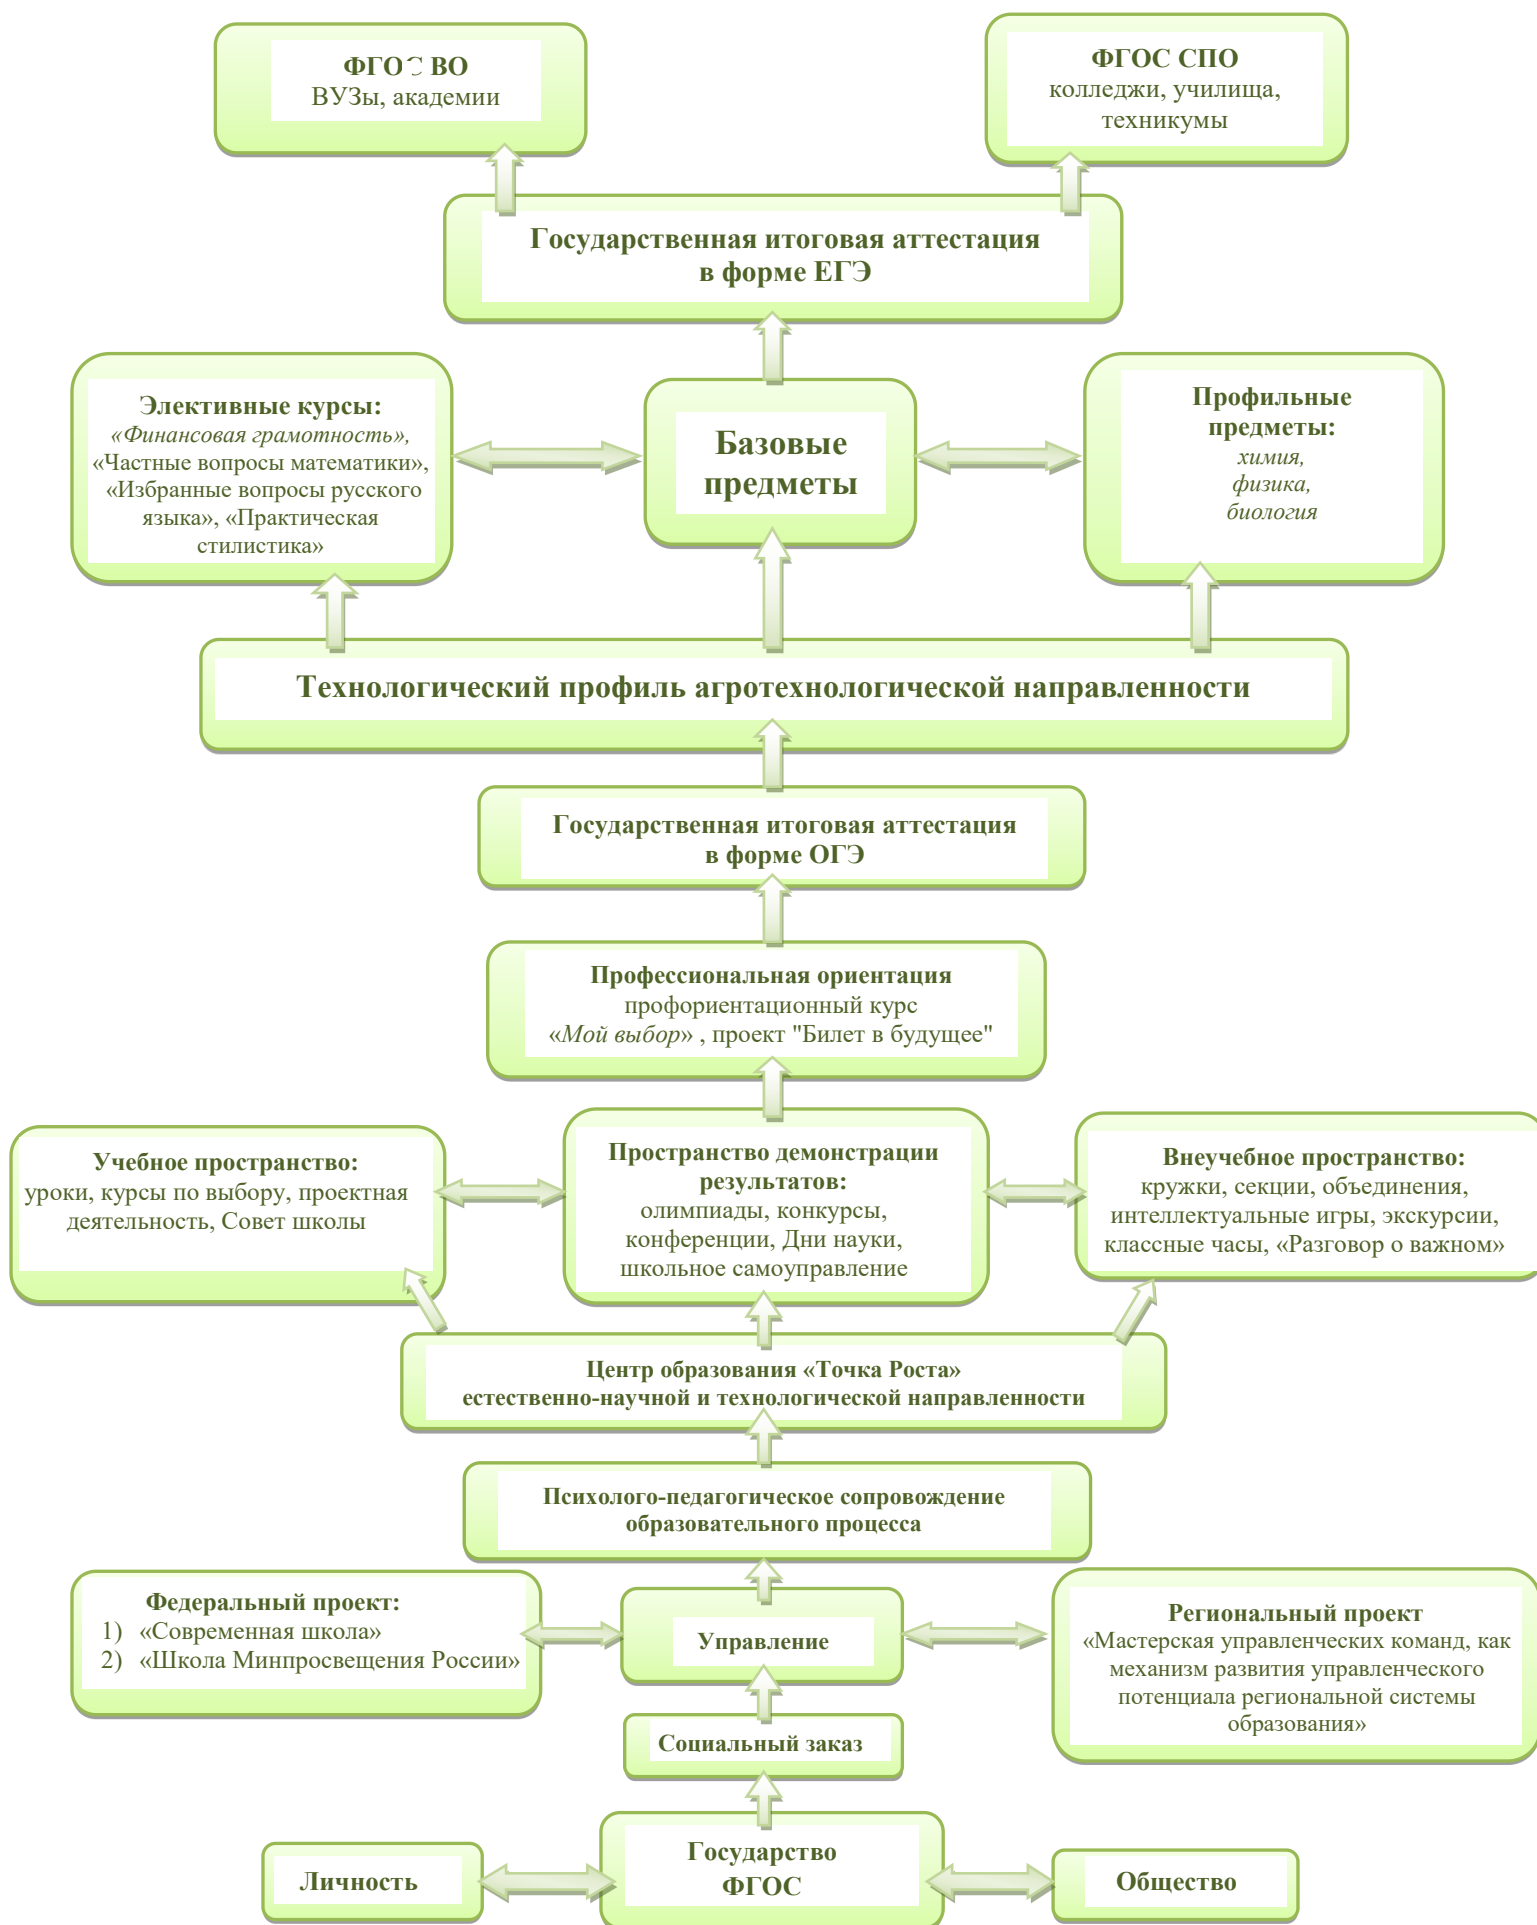 ФГОС ВО
ВУЗы, академии
ФГОС СПО
колледжи, училища,
техникумы
Государственная итоговая аттестация
в форме ЕГЭ
Элективные курсы:
«Финансовая грамотность»,
«Частные вопросы математики»,
«Избранные вопросы русского
языка», «Практическая
стилистика»
Базовые
предметы
Профильные
предметы:
химия,
физика,
биология
Технологический профиль агротехнологической направленности
Государственная итоговая аттестация
в форме ОГЭ
Профессиональная ориентация
профориентационный курс
«Мой выбор» , проект "Билет в будущее"
Учебное пространство:
уроки, курсы по выбору, проектная
деятельность, Совет школы
Пространство демонстрации
результатов:
олимпиады, конкурсы,
конференции, Дни науки,
школьное самоуправление
Внеучебное пространство:
кружки, секции, объединения,
интеллектуальные игры, экскурсии,
классные часы, «Разговор о важном»
Центр образования «Точка Роста»
естественно-научной и технологической направленности
Психолого-педагогическое сопровождение
образовательного процесса
Федеральный проект:
1) «Современная школа»
2) «Школа Минпросвещения России»
Управление
Региональный проект
«Мастерская управленческих команд, как
механизм развития управленческого
потенциала региональной системы
образования»
Социальный заказ
Личность
Государство
ФГОС
Общество